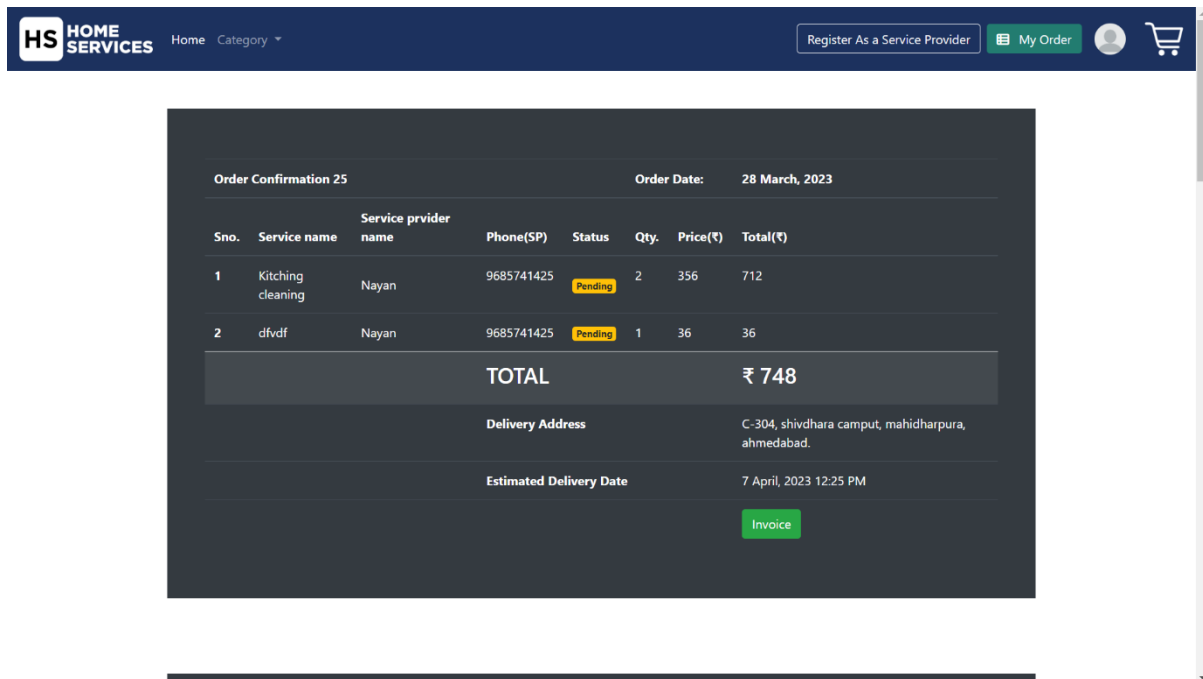 HS HOME SERVICES Home Category Register As a Service Provider My Order
Order Confirmation 25 Order Date: 28 March, 2023
Sno. Service name Service prvider name Phone(SP) Status Qty. Price(₹) Total(₹)
1 Kitching cleaning Nayan 9685741425 Pending 2 356 712
2 dfvdf Nayan 9685741425 Pending 1 36 36
TOTAL ₹ 748
Delivery Address C-304, shivdhara camput, mahidharpura,
ahmedabad.
Estimated Delivery Date 7 April, 2023 12:25 PM
Invoice